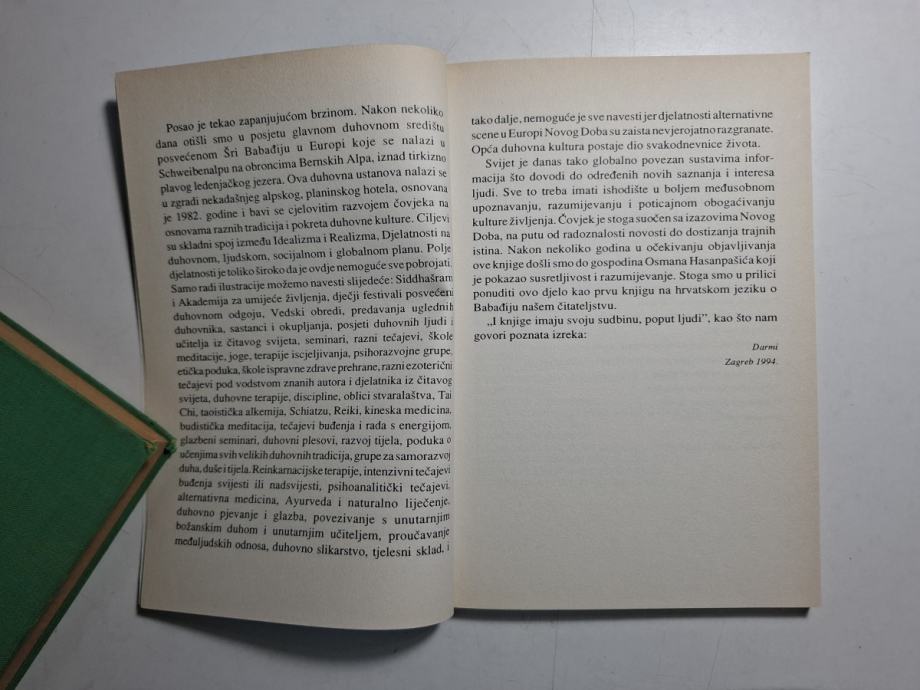 Posao je tekao zapanjujućom brzinom. Nakon nekoliko
dana otišli smo u posjetu glavnom duhovnom središtu
posvećenom Šri Babađiju u Europi koje se nalazi u
Schweibenalpu na obroncima Bernskih Alpa, iznad tirkizno
plavog ledenjačkog jezera. Ova duhovna ustanova nalazi se
u zgradi nekadašnjeg alpskog, planinskog hotela, osnovana
je 1982. godine i bavi se cjelovitim razvojem čovjeka na
osnovama raznih tradicija i pokreta duhovne kulture. Ciljevi
su skladni spoj između Idealizma i Realizma, Djelatnosti na
duhovnom, ljudskom, socijalnom i globalnom planu. Polje
djelatnosti je toliko široko da je ovdje nemoguće sve pobrojati.
Samo radi ilustracije možemo navesti slijedeće: Siddhašram
i Akademija za umijeće življenja, dječji festivali posvećeni
duhovnom odgoju, Vedski obredi, predavanja uglednih
duhovnika, sastanci i okupljanja, posjeti duhovnih ljudi i
učitelja iz čitavog svijeta, seminari, razni tečajevi, škole
meditacije, joge, terapije iscjeljivanja, psihorazvojne grupe,
etička poduka, škole ispravne zdrave prehrane, razni ezoterični
tečajevi pod vodstvom znanih autora i djelatnika iz čitavog
svijeta, duhovne terapije, discipline, oblici stvaralaštva, Tai
Chi, taoistička alkemija, Schiatzu, Reiki, kineska medicina,
budistička meditacija, tečajevi buđenja i rada s energijom,
glazbeni seminari, duhovni plesovi, razvoj tijela, poduka o
učenjima svih velikih duhovnih tradicija, grupe za samorazvoj
duha, duše i tijela. Reinkarnacijske terapije, intenzivni tečajevi
buđenja svijesti ili nadsvijesti, psihoanalitički tečajevi,
alternativna medicina, Ayurveda i naturalno liječenje,
duhovno pjevanje i glazba, povezivanje s unutarnjim
božanskim duhom i unutarnjim učiteljem, proučavanje
međuljudskih odnosa, duhovno slikarstvo, tjelesni sklad, i
tako dalje, nemoguće je sve navesti jer djelatnosti alternativne
scene u Europi Novog Doba su zaista nevjerojatno razgranate.
Opća duhovna kultura postaje dio svakodnevice života.
Svijet je danas tako globalno povezan sustavima infor-
macija što dovodi do određenih novih saznanja i interesa
ljudi. Sve to treba imati ishodište u boljem međusobnom
upoznavanju, razumijevanju i poticajnom obogaćivanju
kulture življenja. Čovjek je stoga suočen sa izazovima Novog
Doba, na putu od radoznalosti novosti do dostizanja trajnih
istina. Nakon nekoliko godina u očekivanju objavljivanja
ove knjige došli smo do gospodina Osmana Hasanpašića koji
je pokazao susretljivost i razumijevanje. Stoga smo u prilici
ponuditi ovo djelo kao prvu knjigu na hrvatskom jeziku o
Babađiju našem čitateljstvu.
„I knjige imaju svoju sudbinu, poput ljudi”, kao što nam
govori poznata izreka:
Darmi
Zagreb 1994.